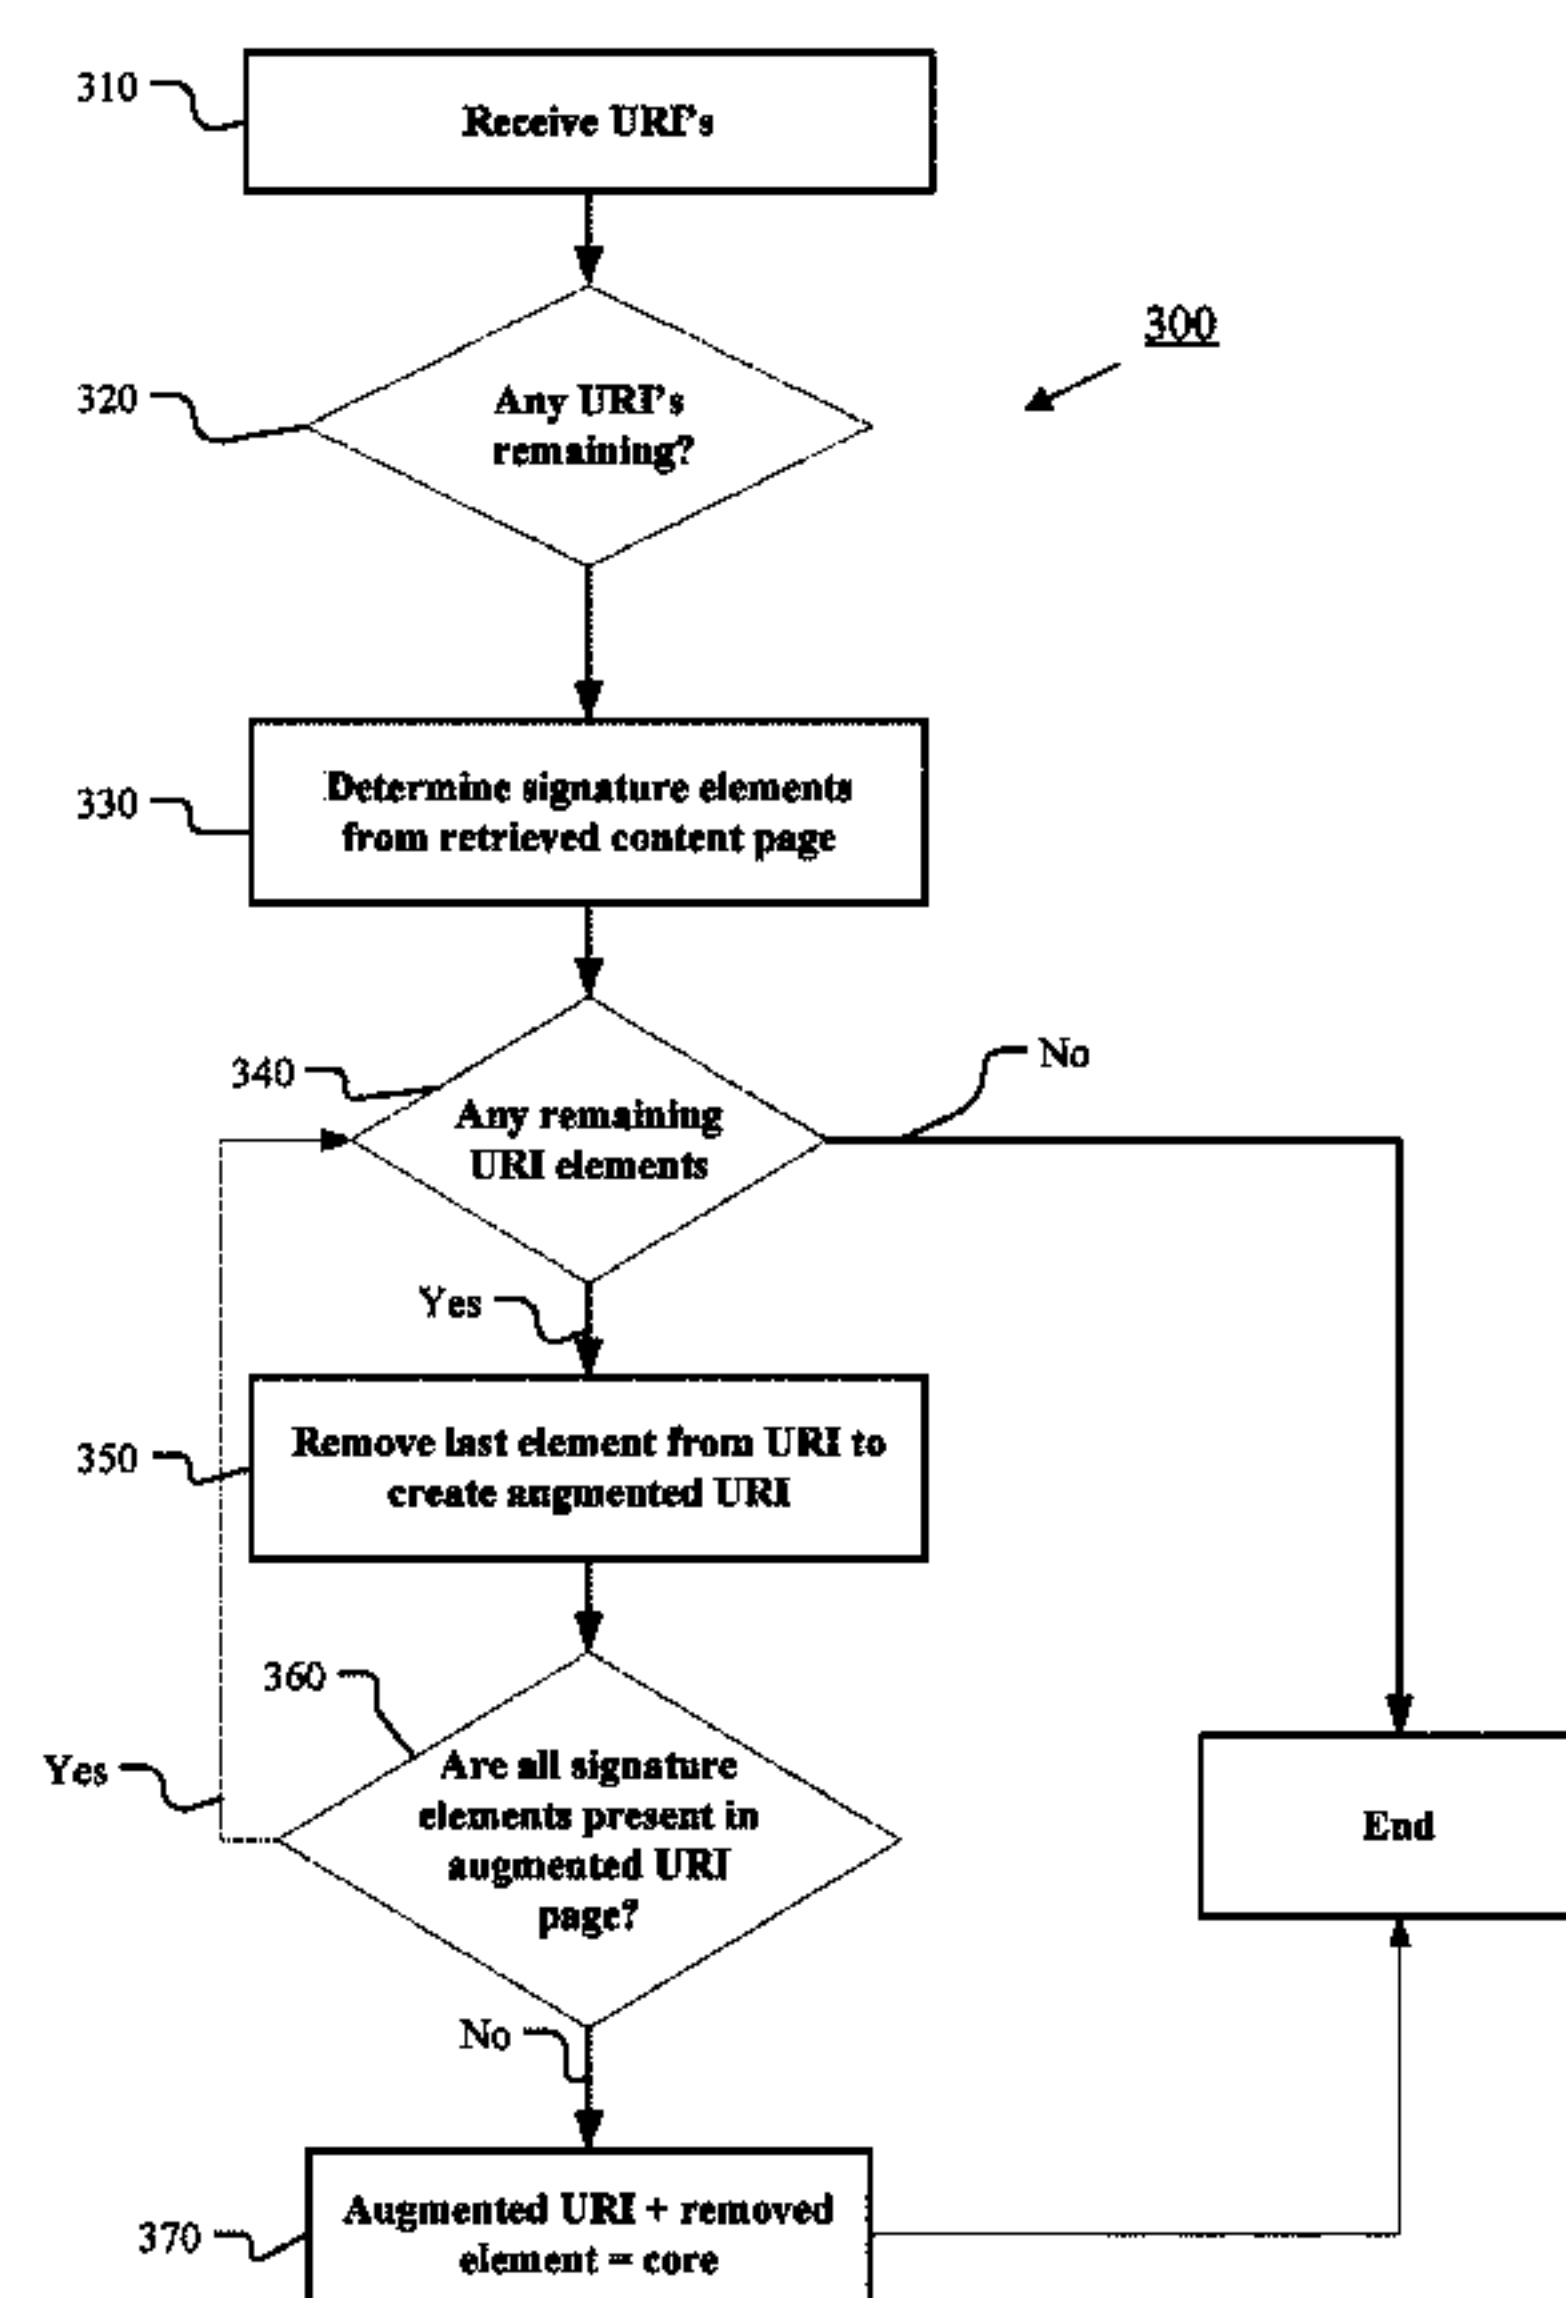 310
Receive URI's
300
320
Any URI's
remaining?
330
Determine signature elements
from retrieved content page
340
Any remaining
URI elements
No
Yes
350
Remove last element from URI to
create augmented URI
360
Yes
Are all signature
elements present in
augmented URI
page?
End
No
370
Augmented URI + removed
element = core